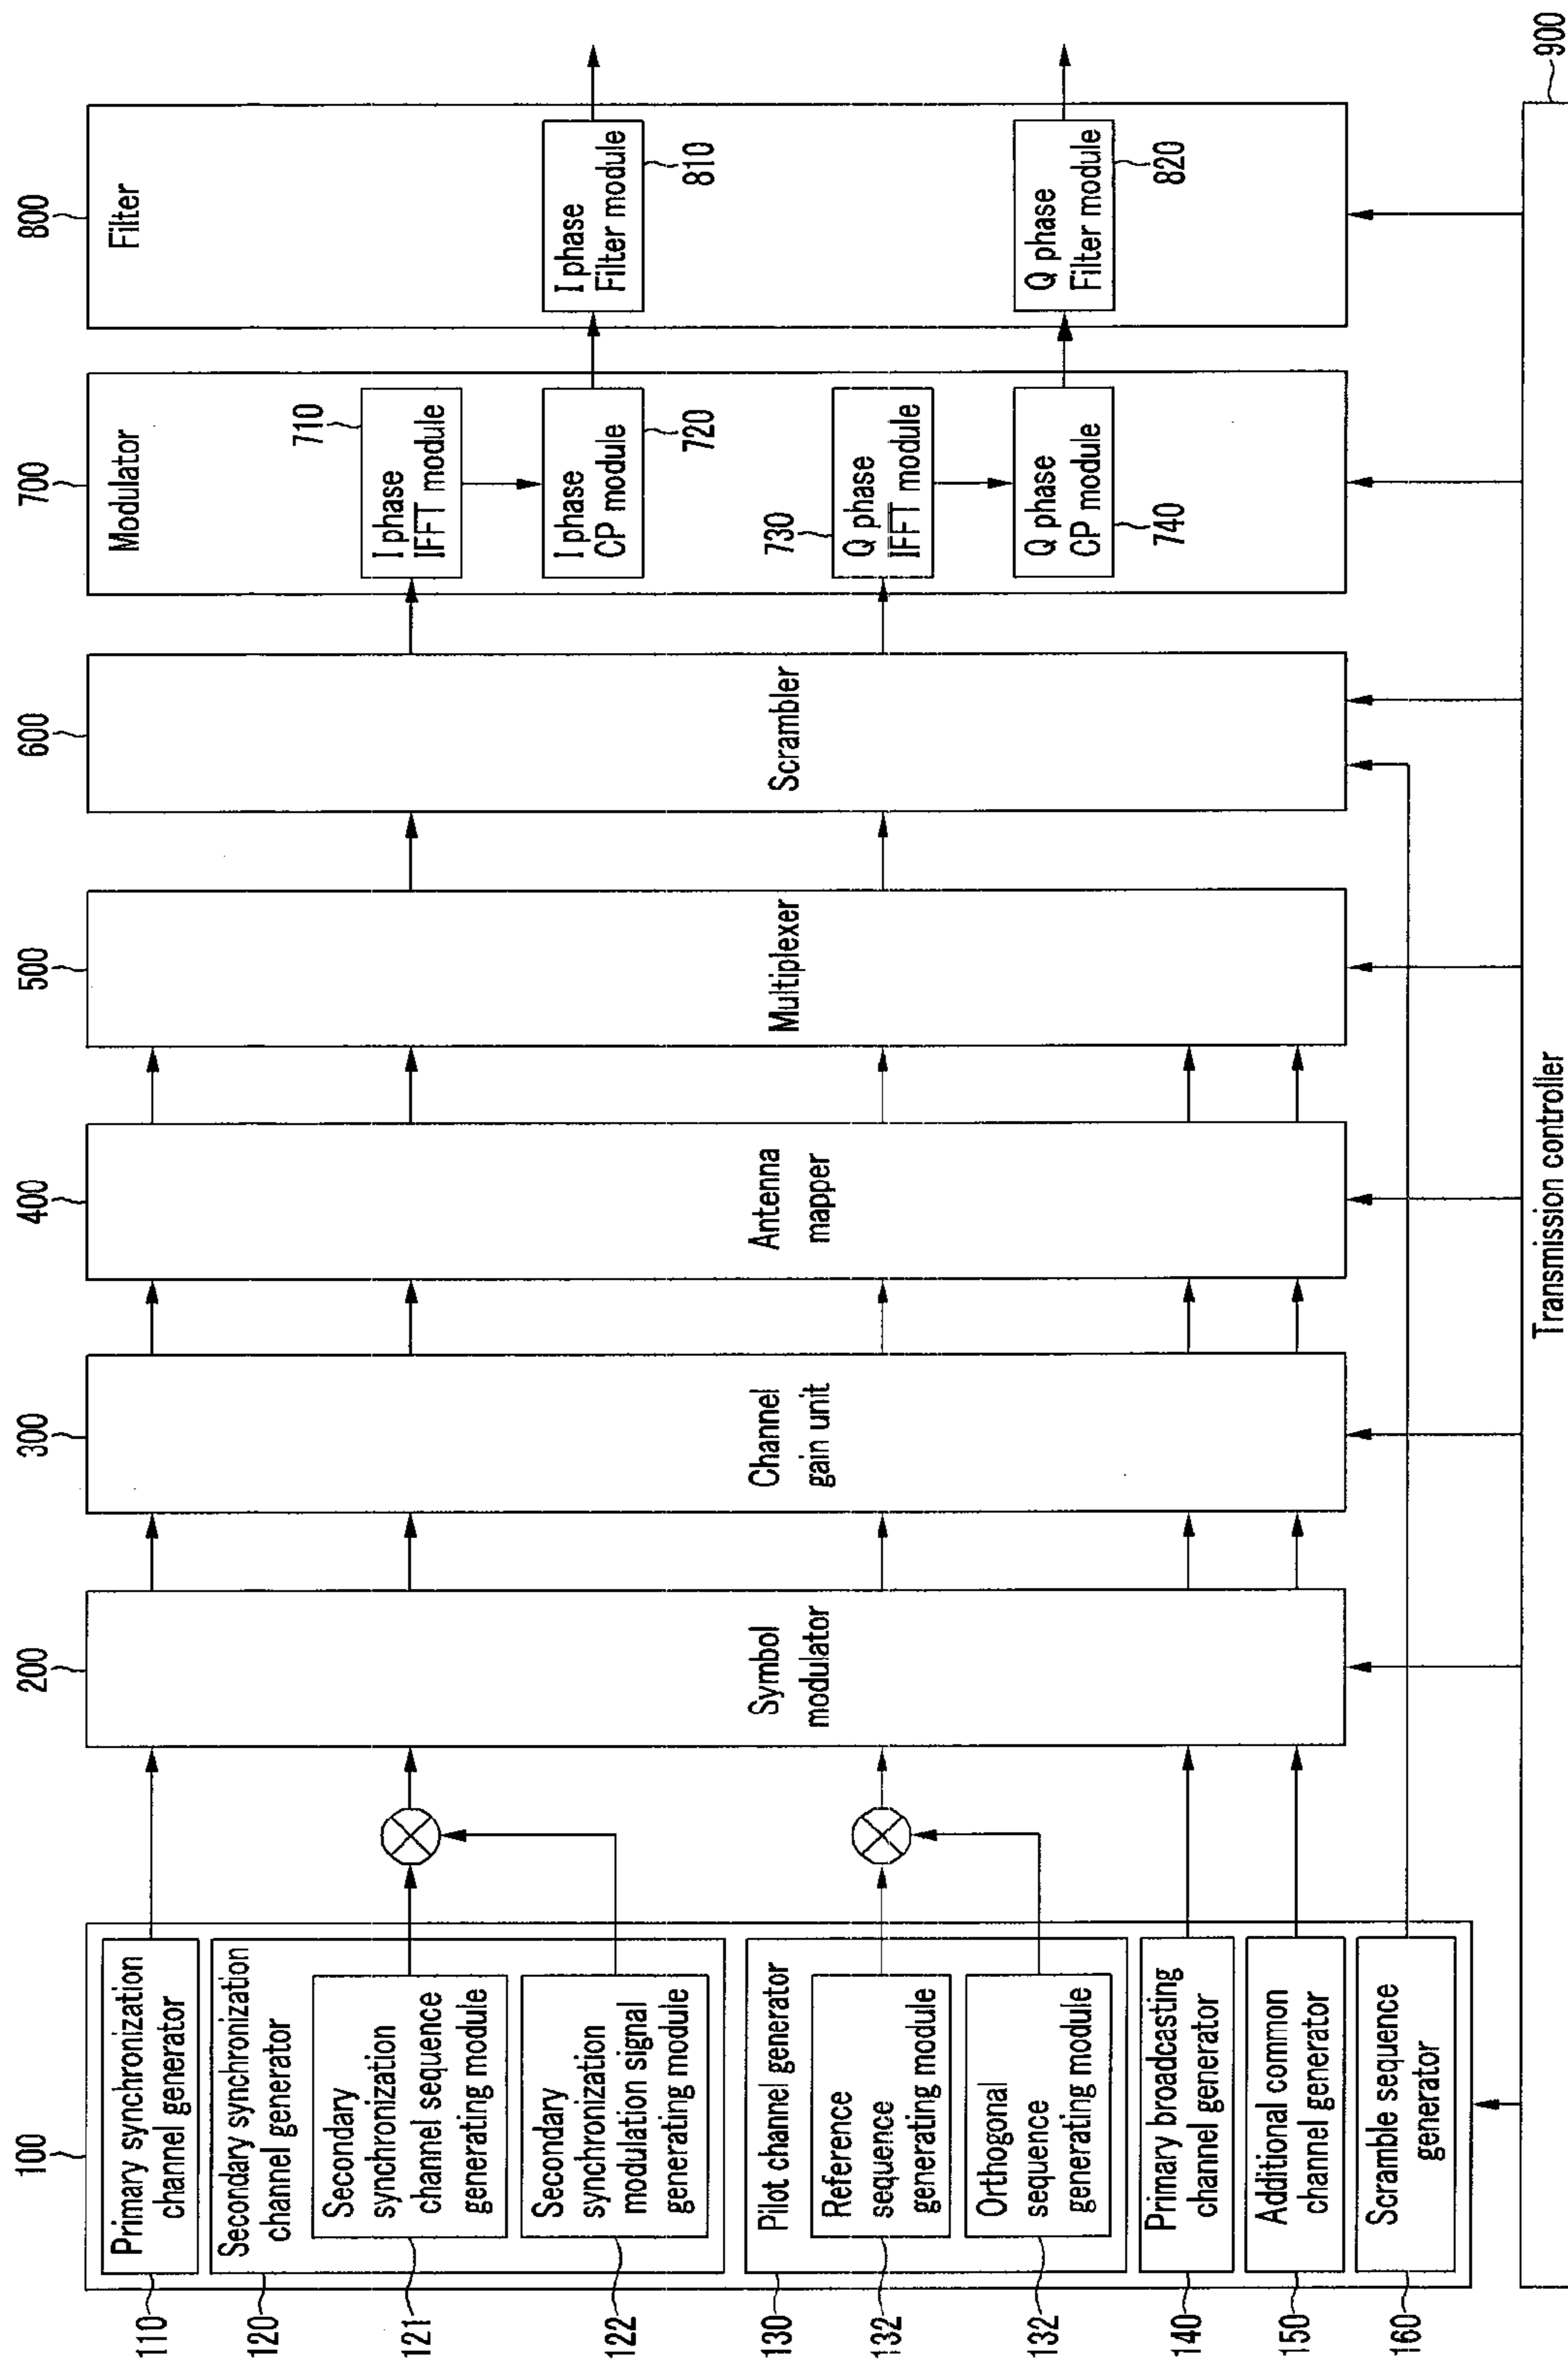 100
200
300
400
500
600
700
800
110
Primary synchronization
channel generator
120
Secondary synchronization
channel generator
121
Secondary
synchronization
channel sequence
generating module
122
Secondary
synchronization
modulation signal
generating module
130
Pilot channel generator
132
Reference
sequence
generating module
132
Orthogonal
sequence
generating module
140
Primary broadcasting
channel generator
150
Additional common
channel generator
160
Scramble sequence
generator
Symbol
modulator
Channel
gain unit
Antenna
mapper
Multiplexer
Scrambler
Modulator
710
I phase
IFFT module
I phase
CP module
720
730
Q phase
IFFT module
Q phase
CP module
740
Filter
I phase
Filter module
810
Q phase
Filter module
820
Transmission controller
900